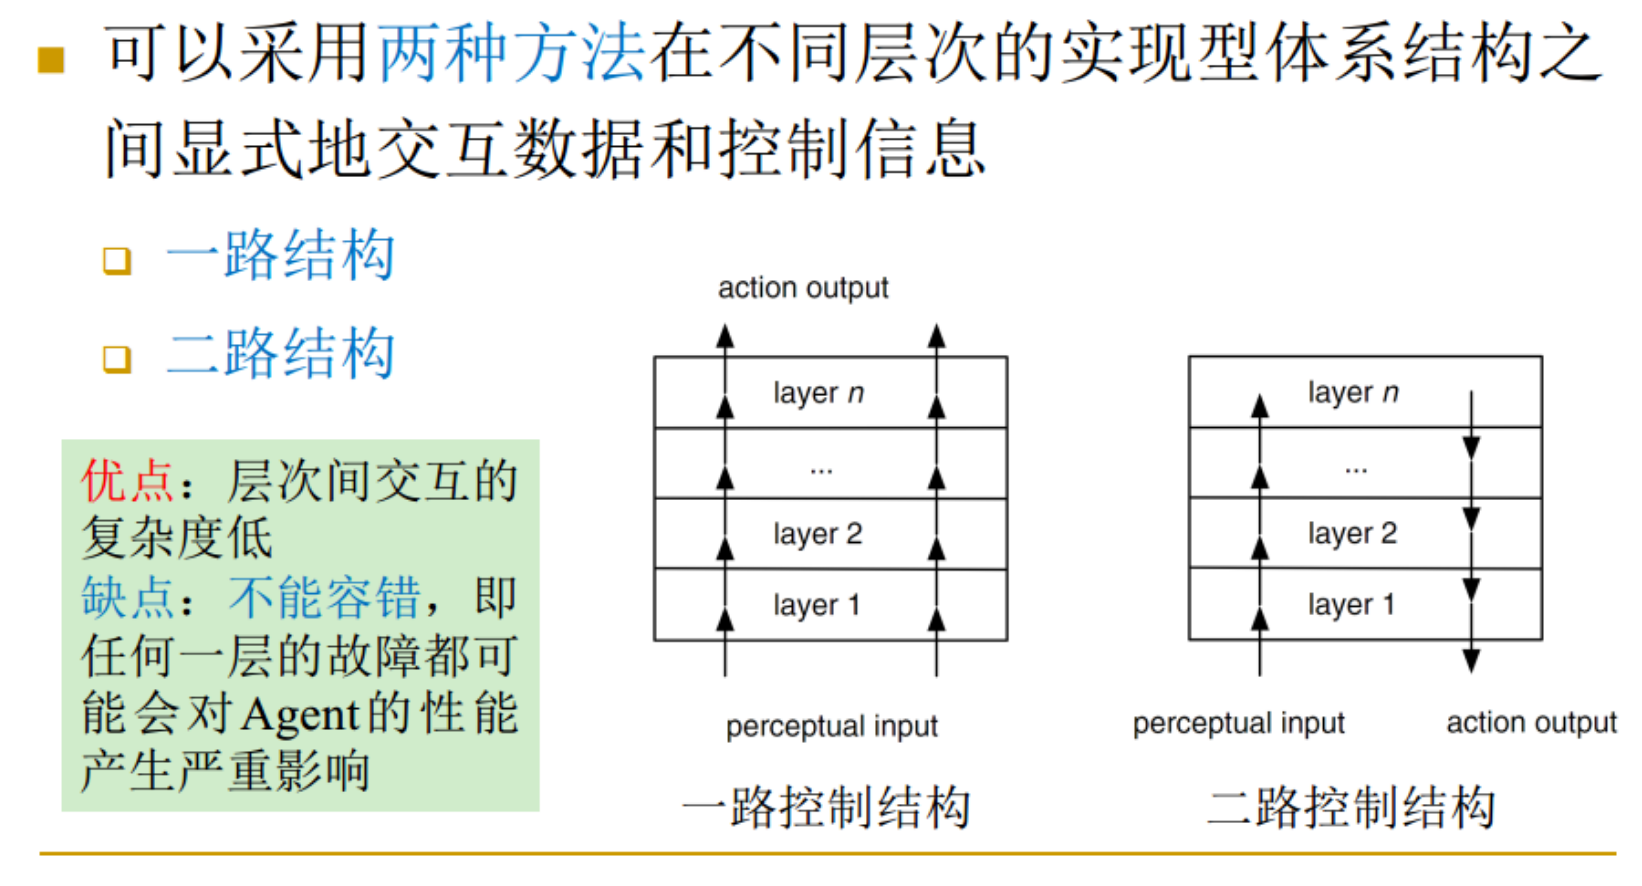 可以采用两种方法在不同层次的实现型体系结构之
间显式地交互数据和控制信息
一路结构
二路结构
优点：层次间交互的
复杂度低
缺点：不能容错，即
任何一层的故障都可
能会对Agent的性能
产生严重影响
action output
layer n
...
layer 2
layer 1
perceptual input
一路控制结构
layer n
...
layer 2
layer 1
perceptual input
action output
二路控制结构